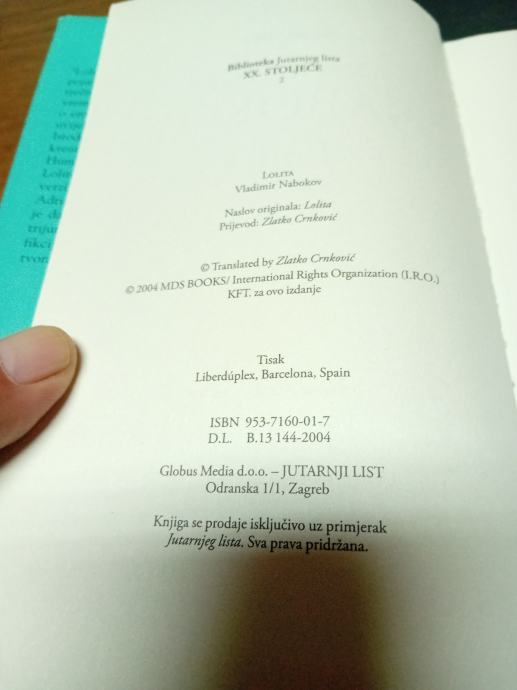 Biblioteka Jutarnjeg lista
XX. STOLJEĆE
2
LOLITA
Vladimir Nabokov
Naslov originala: Lolita
Prijevod: Zlatko Crnković
© Translated by Zlatko Crnković
© 2004 MDS BOOKS/ International Rights Organization (I.R.O.)
KFT. za ovo izdanje
Tisak
Liberdúplex, Barcelona, Spain
ISBN 953-7160-01-7
D.L. B.13 144-2004
Globus Media d.o.o. – JUTARNJI LIST
Odranska 1/1, Zagreb
Knjiga se prodaje isključivo uz primjerak
Jutarnjeg lista. Sva prava pridržana.